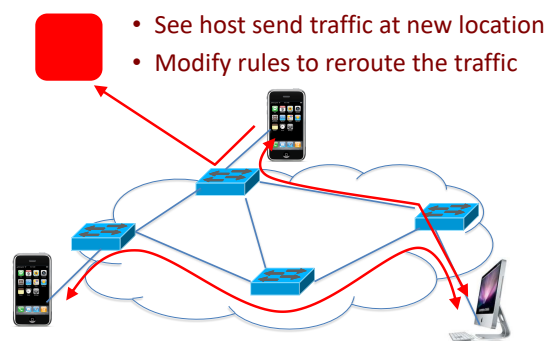 • See host send traffic at new location
• Modify rules to reroute the traffic